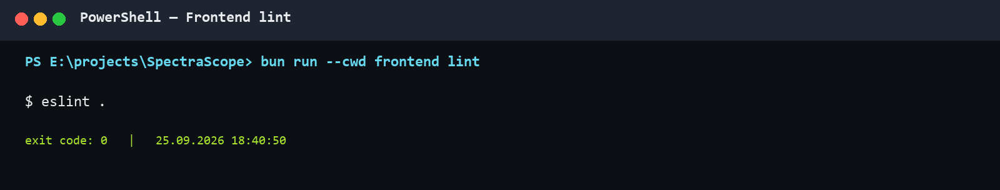 PowerShell — Frontend lint
PS E:\projects\SpectraScope> bun run --cwd frontend lint
$ eslint .
exit code: 0 | 25.09.2026 18:40:50